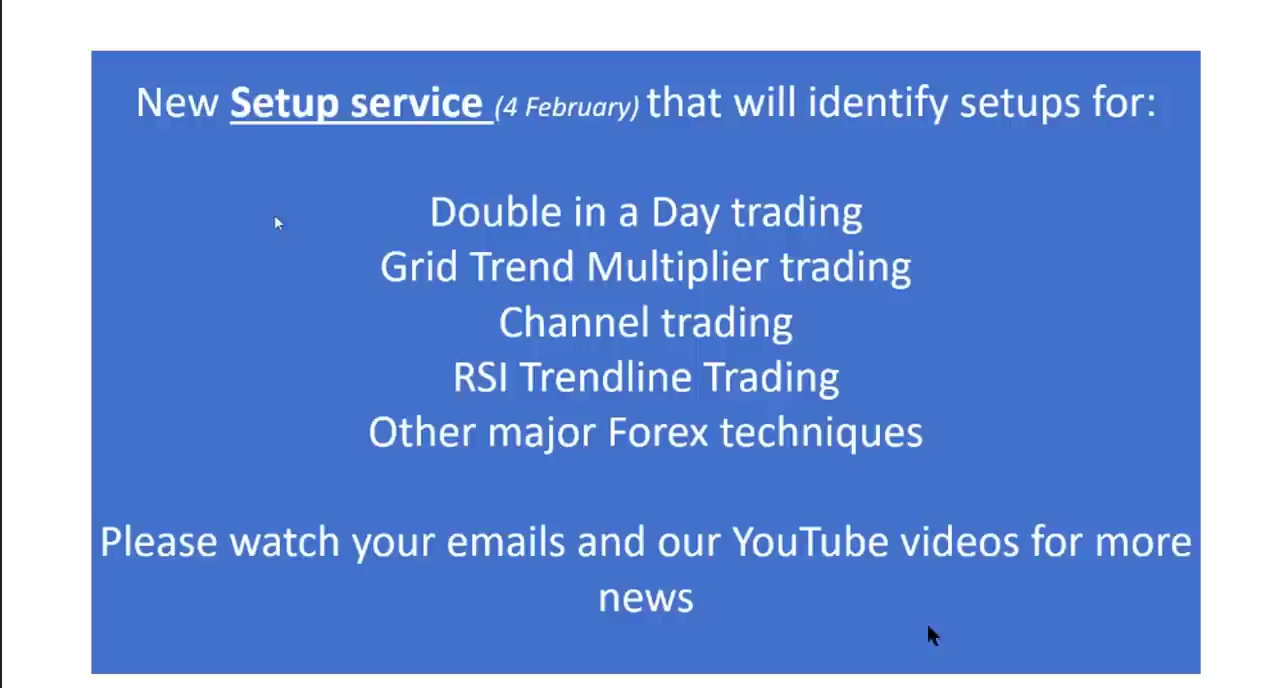 New Setup service (4 February) that will identify setups for:
Double in a Day trading
Grid Trend Multiplier trading
Channel trading
RSI Trendline Trading
Other major Forex techniques
Please watch your emails and our YouTube videos for more
news